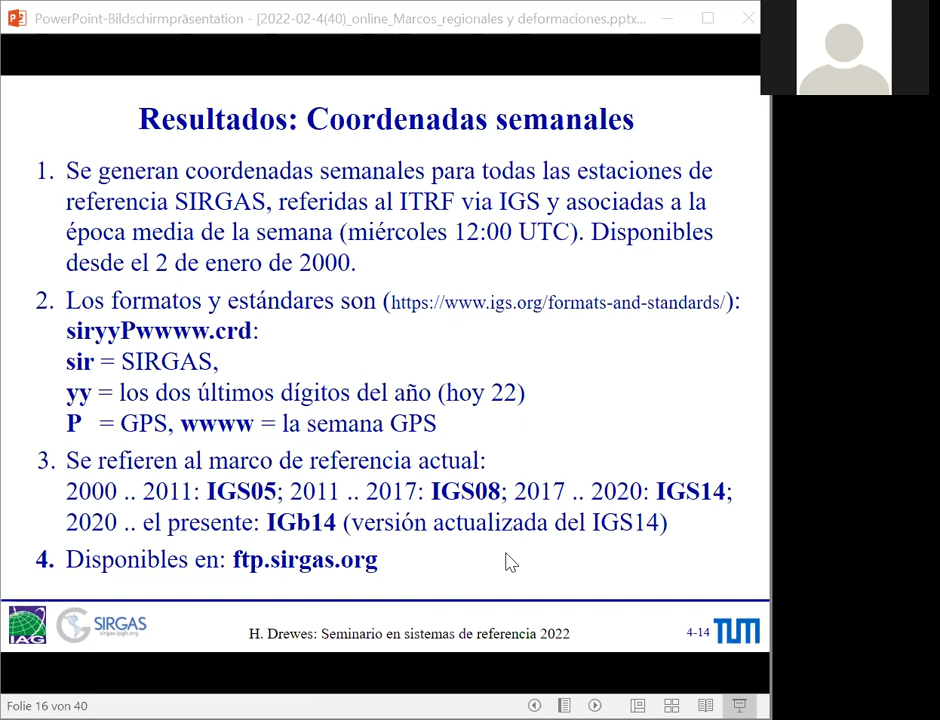 PowerPoint-Bildschirmpräsentation - [2022-02-4(40)_online_Marcos_regionales y deformaciones.pptx...
Resultados: Coordenadas semanales
1. Se generan coordenadas semanales para todas las estaciones de
referencia SIRGAS, referidas al ITRF via IGS y asociadas a la
época media de la semana (miércoles 12:00 UTC). Disponibles
desde el 2 de enero de 2000.
2. Los formatos y estándares son (https://www.igs.org/formats-and-standards/):
siryyPwwww.crd:
sir = SIRGAS,
yy = los dos últimos dígitos del año (hoy 22)
P = GPS, wwww = la semana GPS
3. Se refieren al marco de referencia actual:
2000 .. 2011: IGS05; 2011 .. 2017: IGS08; 2017 .. 2020: IGS14;
2020 .. el presente: IGb14 (versión actualizada del IGS14)
4. Disponibles en: ftp.sirgas.org
IAG
SIRGAS
sirgas.ipgh.org
H. Drewes: Seminario en sistemas de referencia 2022
4-14
TUM
Folie 16 von 40